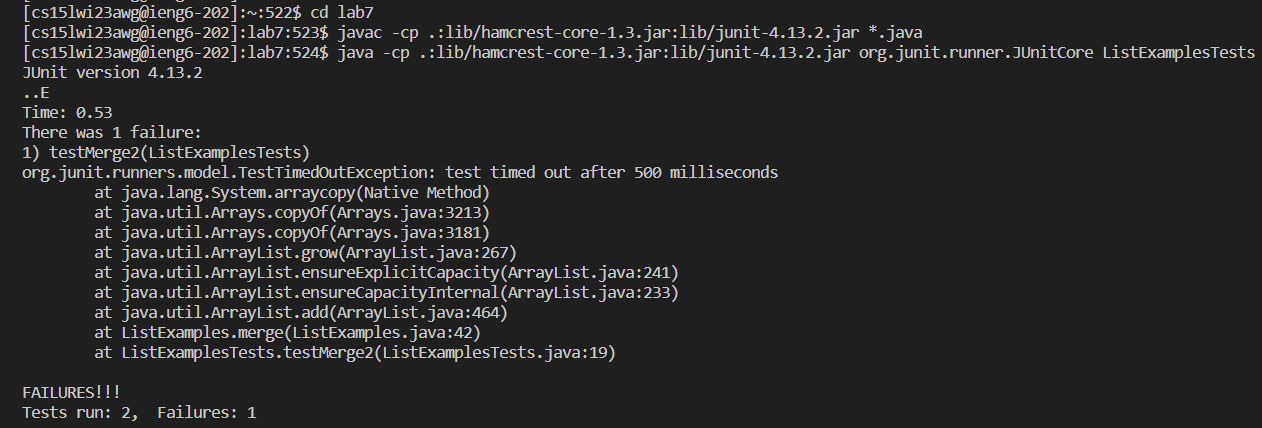 [cs15lwi23awg@ieng6-202]:~:522$ cd lab7
[cs15lwi23awg@ieng6-202]:lab7:523$ javac -cp .:lib/hamcrest-core-1.3.jar:lib/junit-4.13.2.jar *.java
[cs15lwi23awg@ieng6-202]:lab7:524$ java -cp .:lib/hamcrest-core-1.3.jar:lib/junit-4.13.2.jar org.junit.runner.JUnitCore ListExamplesTests
JUnit version 4.13.2
..E
Time: 0.53
There was 1 failure:
1) testMerge2(ListExamplesTests)
org.junit.runners.model.TestTimedOutException: test timed out after 500 milliseconds
        at java.lang.System.arraycopy(Native Method)
        at java.util.Arrays.copyOf(Arrays.java:3213)
        at java.util.Arrays.copyOf(Arrays.java:3181)
        at java.util.ArrayList.grow(ArrayList.java:267)
        at java.util.ArrayList.ensureExplicitCapacity(ArrayList.java:241)
        at java.util.ArrayList.ensureCapacityInternal(ArrayList.java:233)
        at java.util.ArrayList.add(ArrayList.java:464)
        at ListExamples.merge(ListExamples.java:42)
        at ListExamplesTests.testMerge2(ListExamplesTests.java:19)

FAILURES!!!
Tests run: 2,  Failures: 1